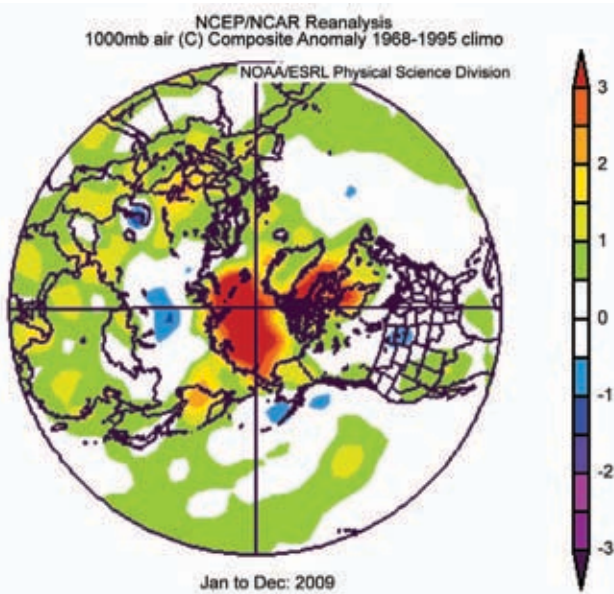 NCEP/NCAR Reanalysis
1000mb air (C) Composite Anomaly 1968-1995 climo
NOAA/ESRL Physical Science Division
3
2
1
0
-1
-2
-3
Jan to Dec: 2009